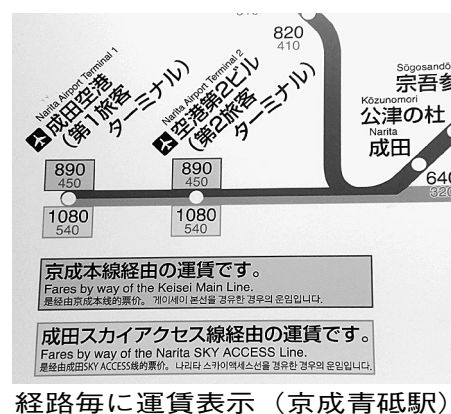 820
410
Narita Airport Terminal 1
成田空港
(第1旅客
ターミナル)
Narita Airport Terminal 2
空港第2ビル
(第2旅客
ターミナル)
Sōgosandō
宗吾参
Kōzunomori
公津の杜
Narita
成田
890
450
890
450
640
320
1080
540
1080
540
京成本線経由の運賃です。
Fares by way of the Keisei Main Line.
是经由京成本线的票价。 게이세이 본선을 경유한 경우의 운임입니다.
成田スカイアクセス線経由の運賃です。
Fares by way of the Narita SKY ACCESS Line.
是经由成田SKY ACCESS线的票价。 나리타 스카이액세스선을 경유한 경우의 운임입니다.
経路毎に運賃表示（京成青砥駅）